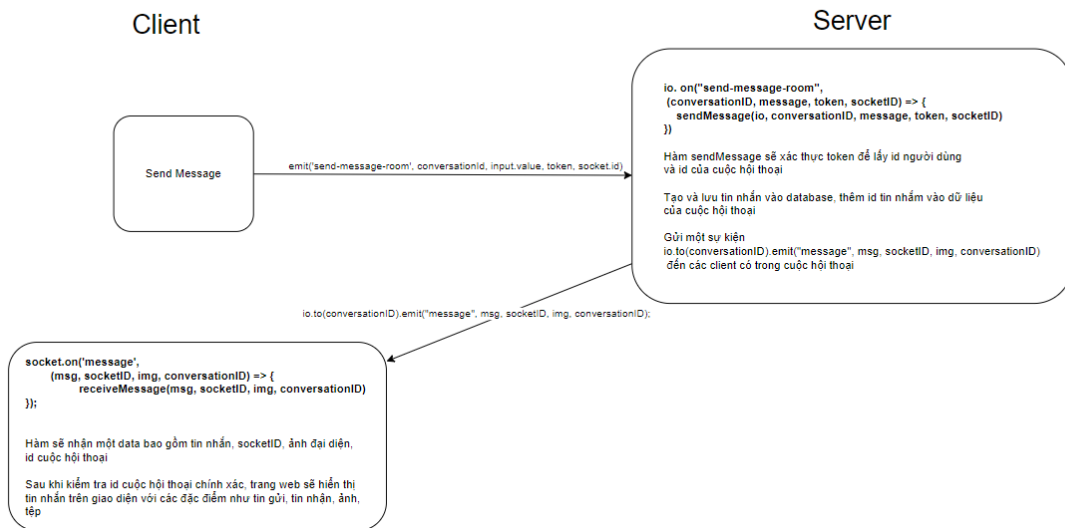 Client
Server
io. on("send-message-room",
(conversationID, message, token, socketID) => {
sendMessage(io, conversationID, message, token, socketID)
})
Hàm sendMessage sẽ xác thực token để lấy id người dùng
và id của cuộc hội thoại
Tạo và lưu tin nhắn vào database, thêm id tin nhắm vào dữ liệu
của cuộc hội thoại
Gửi một sự kiện
io.to(conversationID).emit("message", msg, socketID, img, conversationID)
đến các client có trong cuộc hội thoại
Send Message
emit('send-message-room', conversationId, input.value, token, socket.id)
io.to(conversationID).emit("message", msg, socketID, img, conversationID);
socket.on('message',
(msg, socketID, img, conversationID) => {
receiveMessage(msg, socketID, img, conversationID)
});
Hàm sẽ nhận một data bao gồm tin nhắn, socketID, ảnh đại diện,
id cuộc hội thoại
Sau khi kiểm tra id cuộc hội thoại chính xác, trang web sẽ hiển thị
tin nhắn trên giao diện với các đặc điểm như tin gửi, tin nhận, ảnh,
tệp